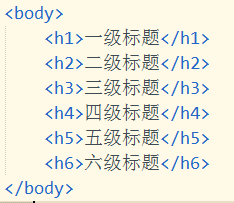 <body>
<h1>一级标题</h1>
<h2>二级标题</h2>
<h3>三级标题</h3>
<h4>四级标题</h4>
<h5>五级标题</h5>
<h6>六级标题</h6>
</body>